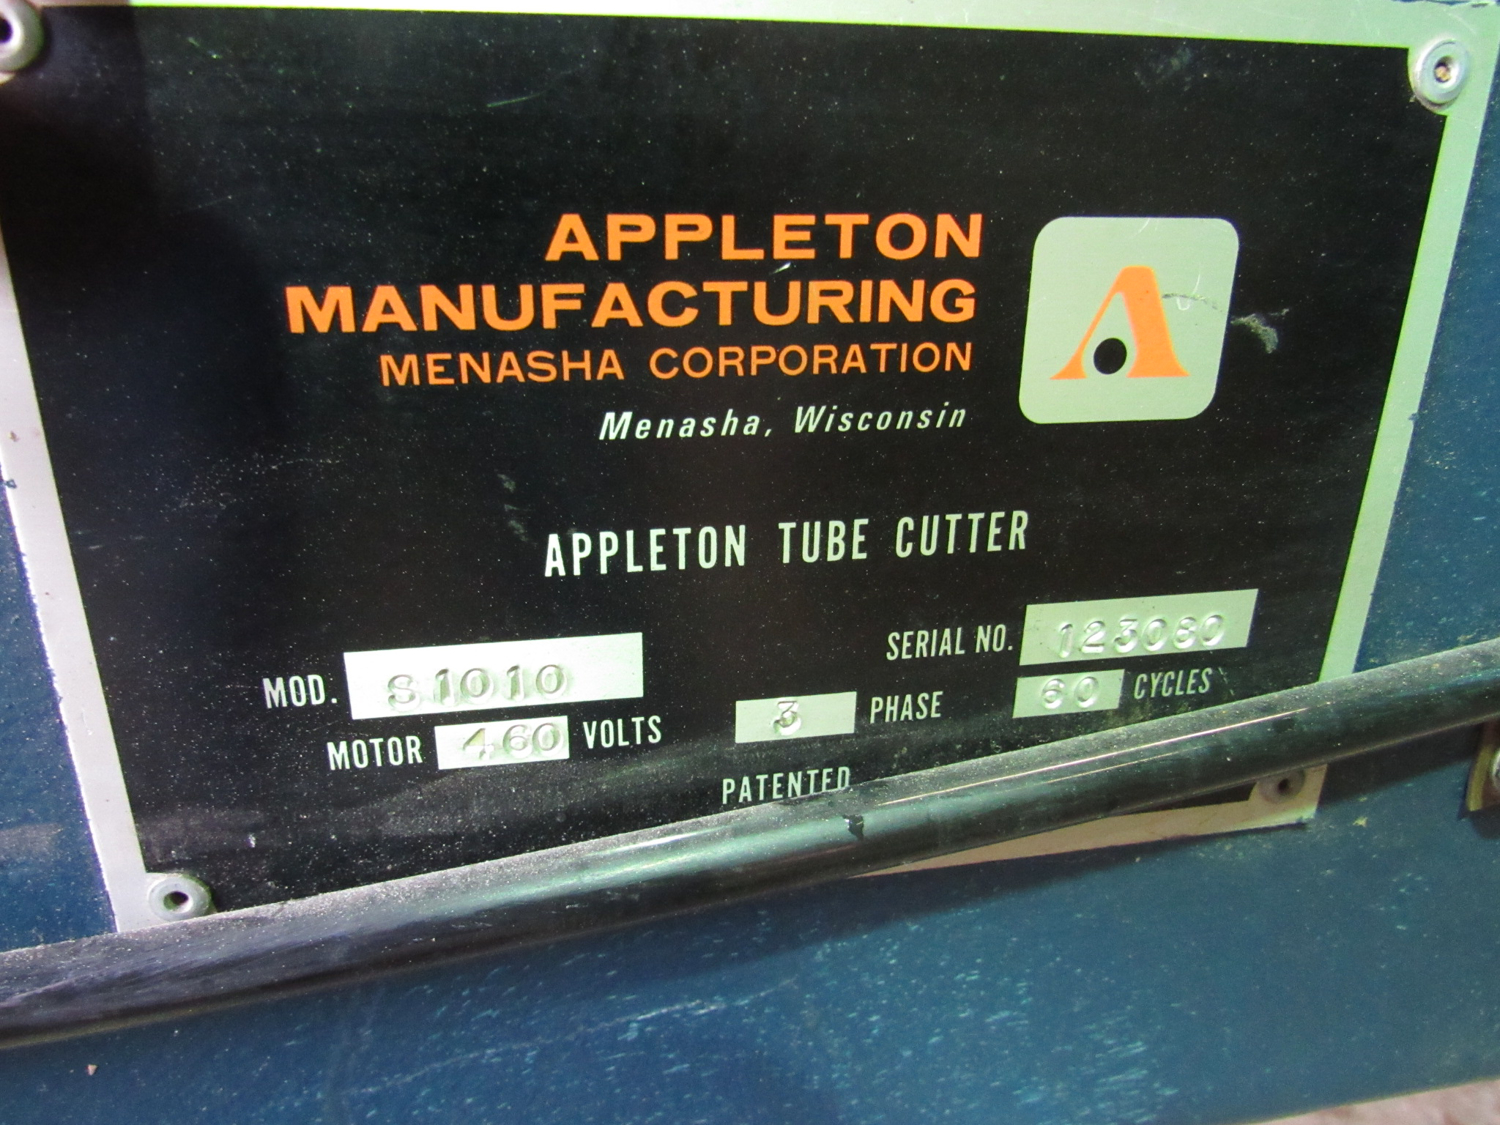 APPLETON
MANUFACTURING
MENASHA CORPORATION
Menasha, Wisconsin
A
APPLETON TUBE CUTTER
MOD. S1010 SERIAL NO. 123080
MOTOR 460 VOLTS 3 PHASE 60 CYCLES
PATENTED